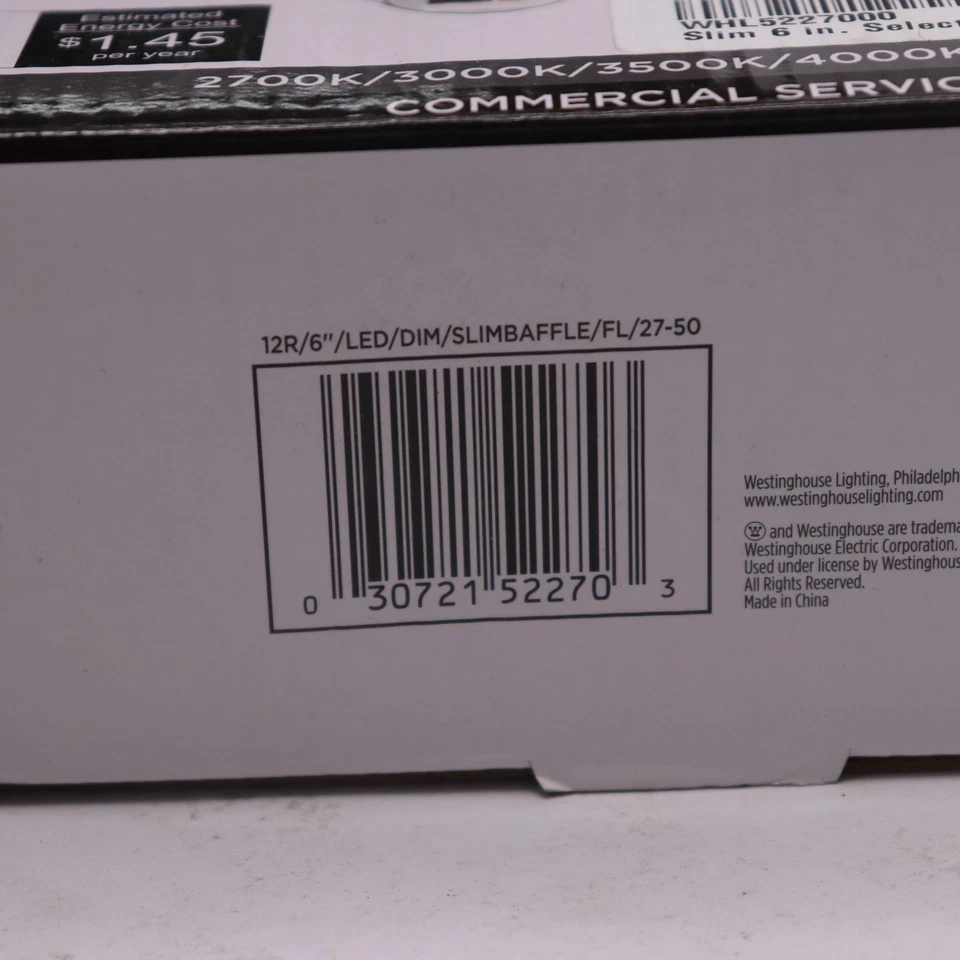 Estimated
Energy Cost
$1.45
per year
WHL5227000
Slim 6 in.
2700K/3000K/3500K/4000K
COMMERCIAL
12R/6"/LED/DIM/SLIMBAFFLE/FL/27-50
0 30721 52270 3
Westinghouse Lighting,
www.westinghouselighting.com
W and Westinghouse are
Westinghouse Electric Corporation.
Used under license by
All Rights Reserved.
Made in China